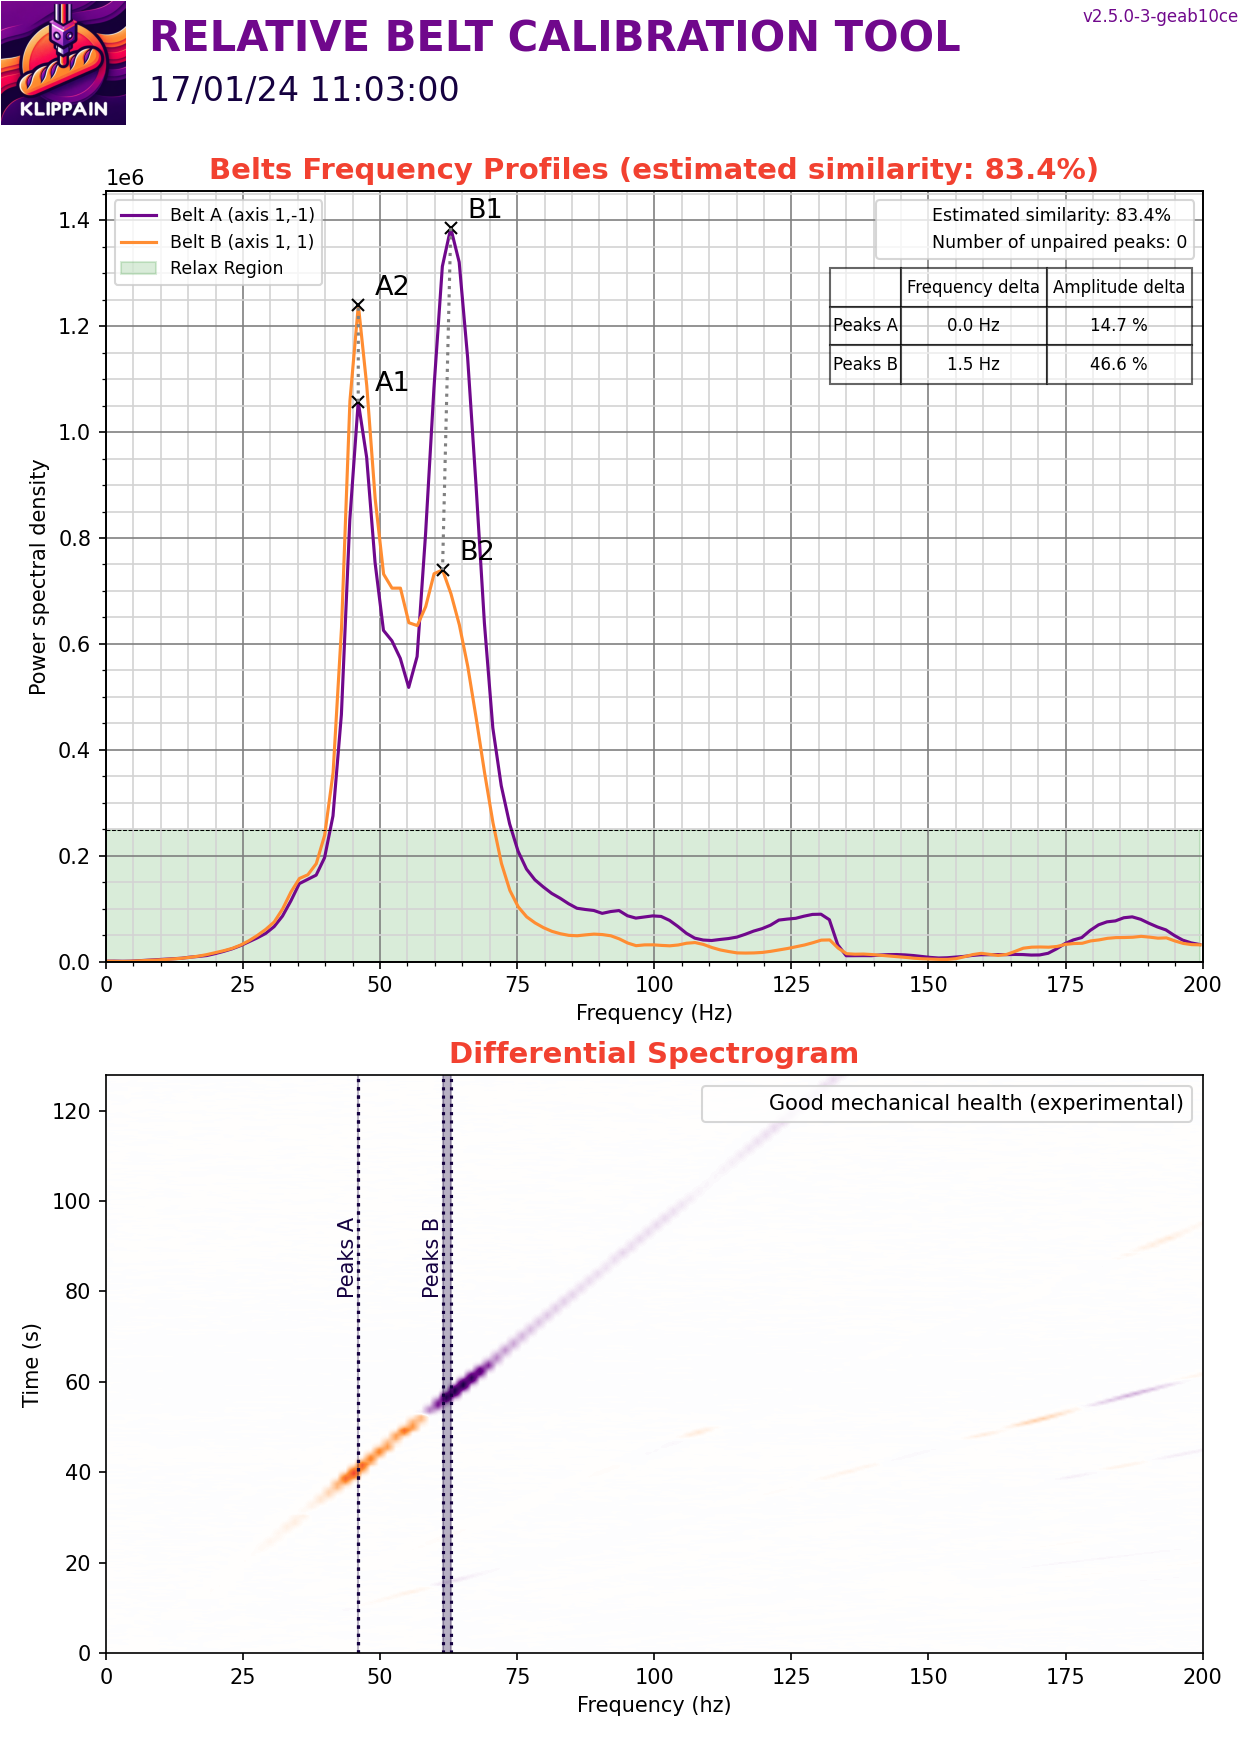 v2.5.0-3-geab10ce
RELATIVE BELT CALIBRATION TOOL
17/01/24 11:03:00
KLIPPAIN
Belts Frequency Profiles (estimated similarity: 83.4%)
1e6
Belt A (axis 1,-1)
Belt B (axis 1, 1)
Relax Region
Estimated similarity: 83.4%
Number of unpaired peaks: 0
Frequency delta Amplitude delta
Peaks A 0.0 Hz 14.7 %
Peaks B 1.5 Hz 46.6 %
B1
A2
A1
B2
1.4
1.2
1.0
0.8
0.6
0.4
0.2
0.0
Power spectral density
0 25 50 75 100 125 150 175 200
Frequency (Hz)
Differential Spectrogram
Good mechanical health (experimental)
Peaks A
Peaks B
120
100
80
60
40
20
0
Time (s)
0 25 50 75 100 125 150 175 200
Frequency (hz)